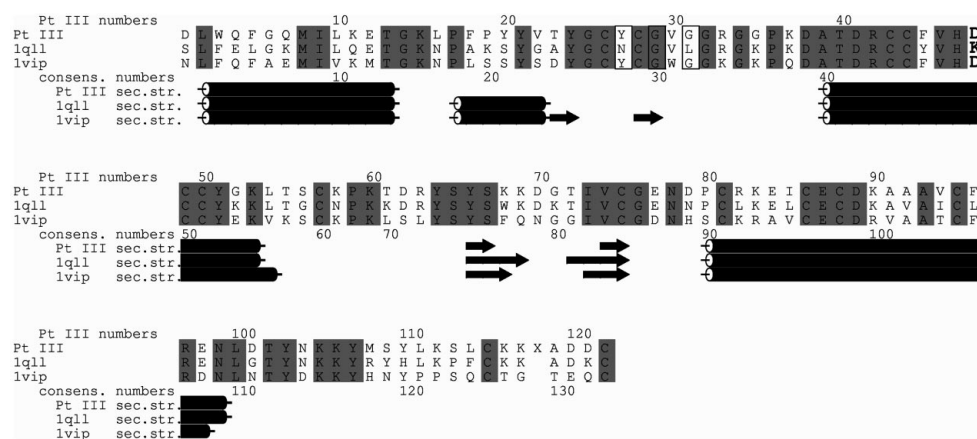 Pt III numbers 10 20 30 40
Pt III D L W Q F G Q M I L K E T G K L P F P Y Y V T Y G C Y C G V G G R G G P K D A T D R C C F V H D
1qll S L F E L G K M I L Q E T G K N P A K S Y G A Y G C N C G V L G R G K P K D A T D R C C Y V H K
1vip N L F Q F A E M I V K M T G K N P L S S Y S D Y G C Y C G W G G K G K P Q D A T D R C C F V H D
consens. numbers 10 20 30 40
Pt III sec.str.
1qll sec.str.
1vip sec.str.
Pt III numbers 50 60 70 80 90
Pt III C C Y G K L T S C K P K T D R Y S Y S K K D G T I V C G E N D P C R K E I C E C D K A A A V C F
1qll C C Y K K L T G C N P K K D R Y S Y S W K D K T I V C G E N N P C L K E L C E C D K A V A I C L
1vip C C Y E K V K S C K P K L S L Y S Y S F Q N G G I V C G D N H S C K R A V C E C D R V A A T C F
consens. numbers 50 60 70 80 90 100
Pt III sec.str.
1qll sec.str.
1vip sec.str.
Pt III numbers 100 110 120
Pt III R E N L D T Y N K K Y M S Y L K S L C K K X A D D C
1qll R E N L G T Y N K K Y R Y H L K P F C K K A D K C
1vip R D N L N T Y D K K Y H N Y P P S Q C T G T E Q C
consens. numbers 110 120 130
Pt III sec.str.
1qll sec.str.
1vip sec.str.